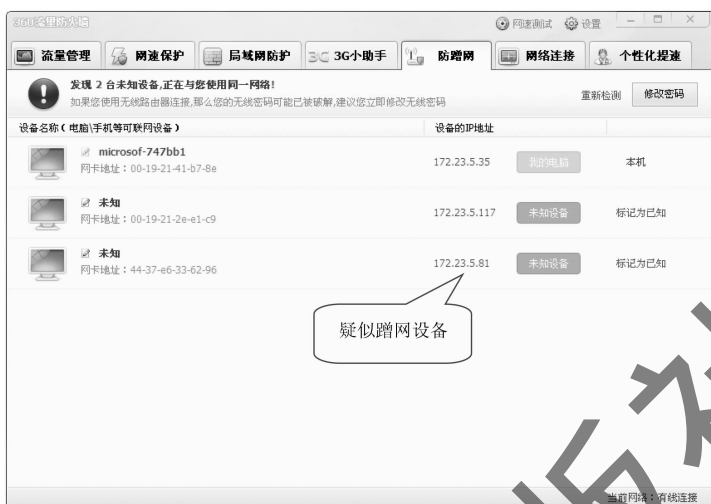 360流量防火墙
网速测试 设置
流量管理 网速保护 局域网防护 3G 3G小助手 防蹭网 网络连接 个性化提速
发现 2 台未知设备,正在与您使用同一网络!
如果您使用无线路由器连接,那么您的无线密码可能已被破解,建议您立即修改无线密码
重新检测 修改密码
设备名称(电脑\手机等可联网设备) 设备的IP地址
microsof-747bb1
网卡地址:00-19-21-41-b7-8e
172.23.5.35 我的电脑 本机
未知
网卡地址:00-19-21-2e-e1-c9
172.23.5.117 未知设备 标记为已知
未知
网卡地址:44-37-e6-33-62-96
172.23.5.81 未知设备 标记为已知
疑似蹭网设备
当前网络:有线连接